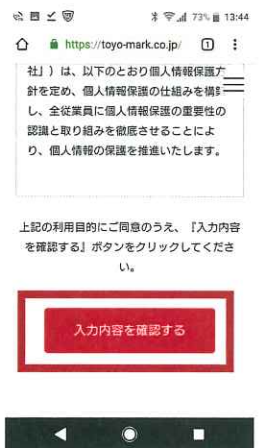 73% 13:44
https://toyo-mark.co.jp/ 1
社」）は、以下のとおり個人情報保護方
針を定め、個人情報保護の仕組みを構築
し、全従業員に個人情報保護の重要性の
認識と取り組みを徹底させることによ
り、個人情報の保護を推進いたします。
上記の利用目的にご同意のうえ、『入力内容
を確認する』ボタンをクリックしてくださ
い。
入力内容を確認する